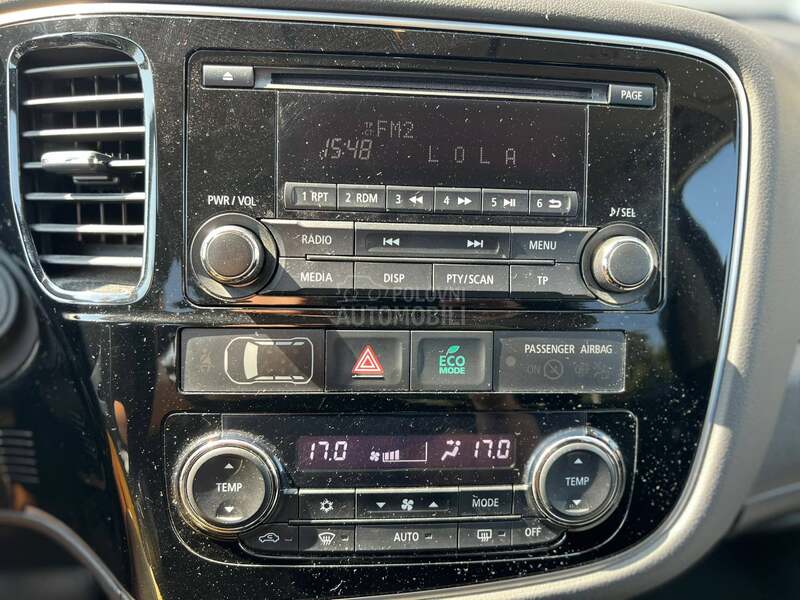 PAGE
TP
FM2
15:48 LOLA
PWR / VOL
♪/SEL
1 RPT 2 RDM 3 ◀◀ 4 ▶▶ 5 ▶|| 6
RADIO MENU
MEDIA DISP PTY/SCAN TP
POLOVNI
AUTOMOBILI
ECO
MODE
PASSENGER AIRBAG
ON
17.0 17.0
TEMP TEMP
MODE
AUTO OFF